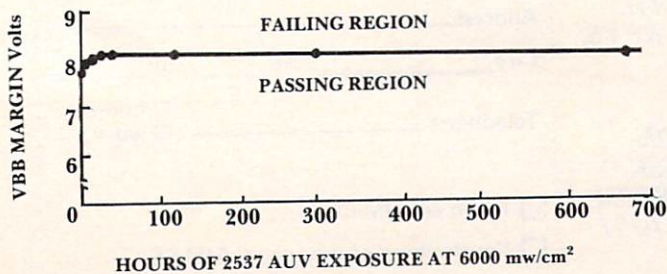 FAILING REGION
PASSING REGION
VBB MARGIN Volts
9
8
7
6
0 100 200 300 400 500 600 700
HOURS OF 2537 AUV EXPOSURE AT 6000 mw/cm²